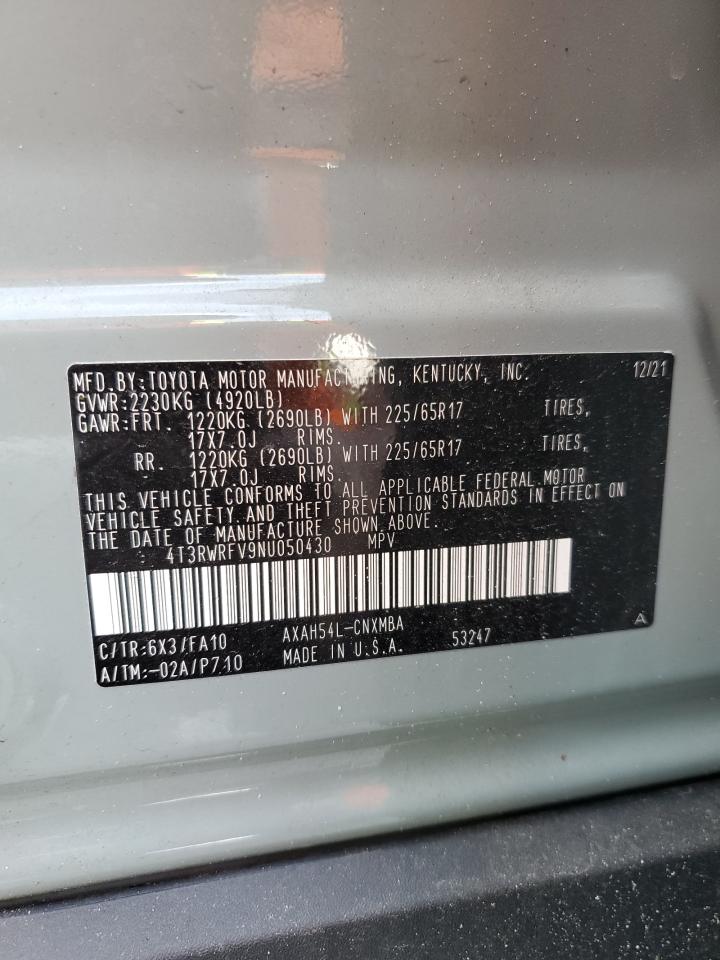 MFD. BY: TOYOTA MOTOR MANUFACTURING, KENTUCKY, INC. 12/21
GVWR:2230KG (4920LB)
GAWR:FRT. 1220KG (2690LB) WITH 225/65R17 TIRES,
17X7.0J RIMS.
RR. 1220KG (2690LB) WITH 225/65R17 TIRES,
17X7.0J RIMS.
THIS VEHICLE CONFORMS TO ALL APPLICABLE FEDERAL MOTOR
VEHICLE SAFETY AND THEFT PREVENTION STANDARDS IN EFFECT ON
THE DATE OF MANUFACTURE SHOWN ABOVE.
4T3RWRFV9NU050430 MPV
C/TR:6X3/FA10 AXAH54L-CNXMBA A
A/TM:-02A/P710 MADE IN U.S.A. 53247